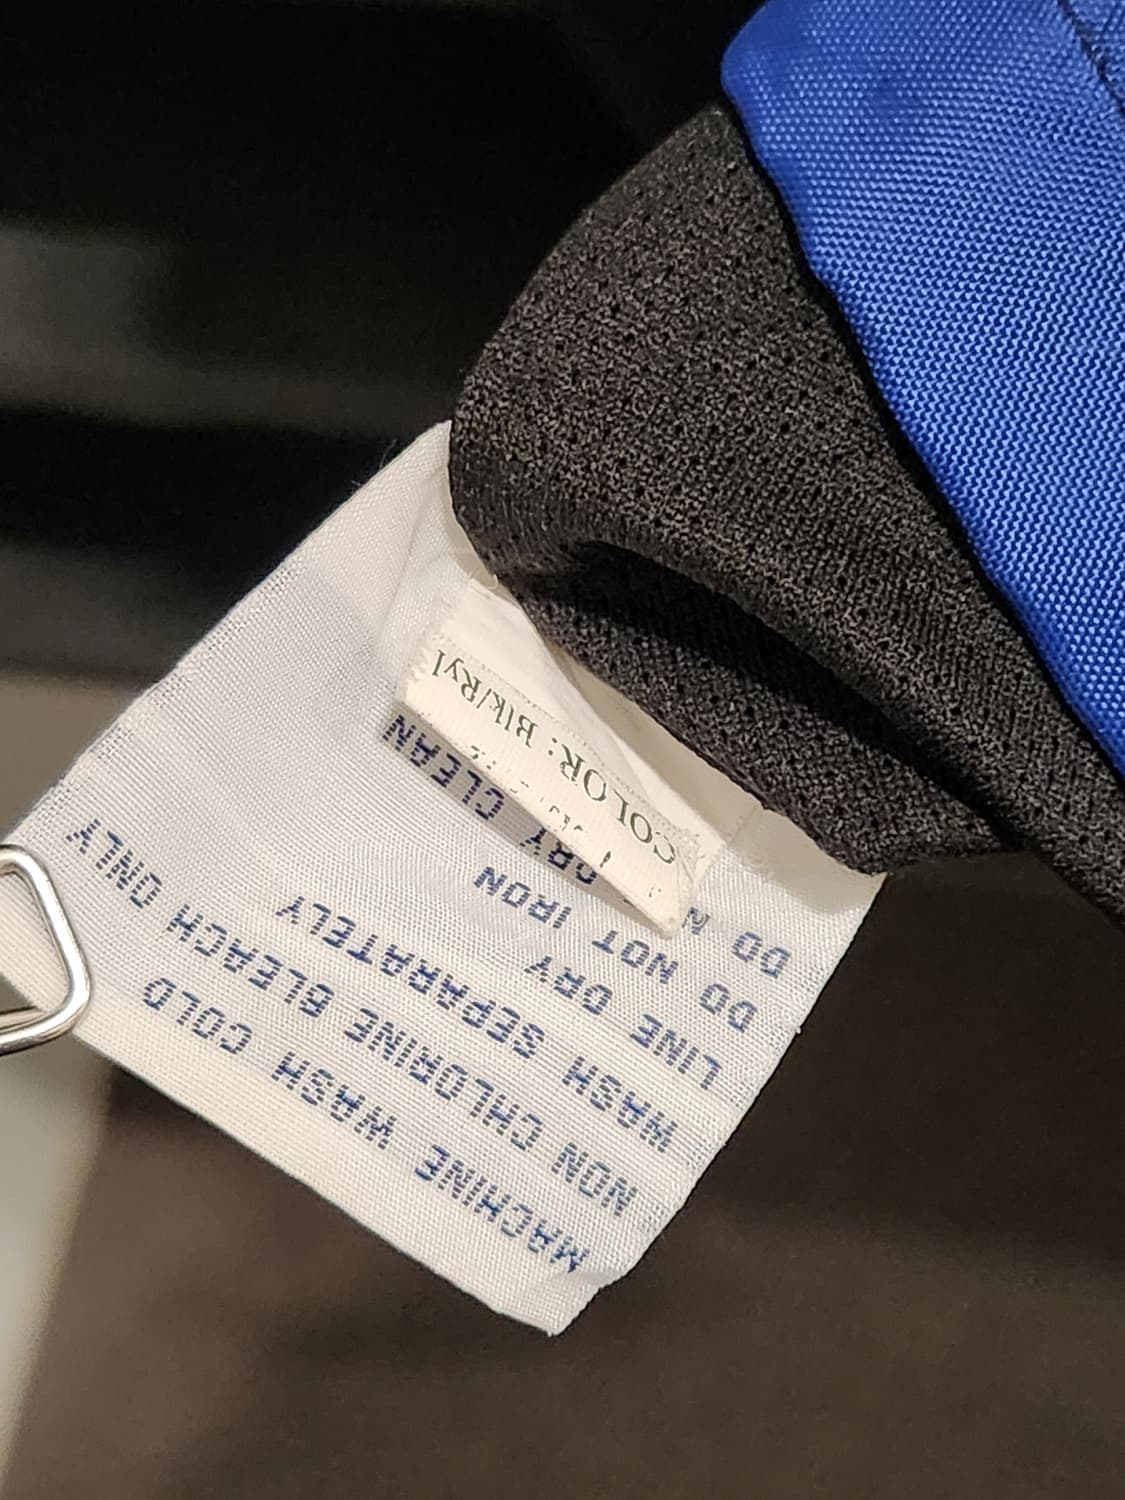 MACHINE WASH COLD
NON CHLORINE BLEACH ONLY
WASH SEPARATELY
LINE DRY
DO NOT IRON
DO DRY CLEAN
COLOR: Blk/Ryl